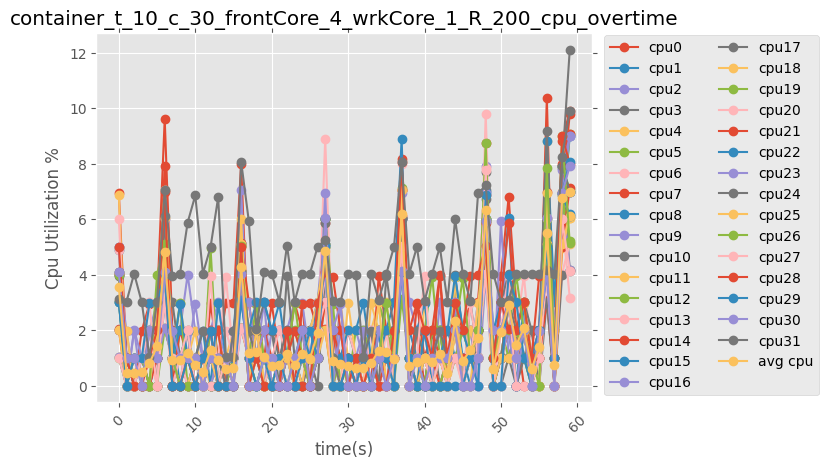 container_t_10_c_30_frontCore_4_wrkCore_1_R_200_cpu_overtime
Cpu Utilization %
12
10
8
6
4
2
0
0
10
20
30
40
50
60
time(s)
cpu0
cpu1
cpu2
cpu3
cpu4
cpu5
cpu6
cpu7
cpu8
cpu9
cpu10
cpu11
cpu12
cpu13
cpu14
cpu15
cpu16
cpu17
cpu18
cpu19
cpu20
cpu21
cpu22
cpu23
cpu24
cpu25
cpu26
cpu27
cpu28
cpu29
cpu30
cpu31
avg cpu